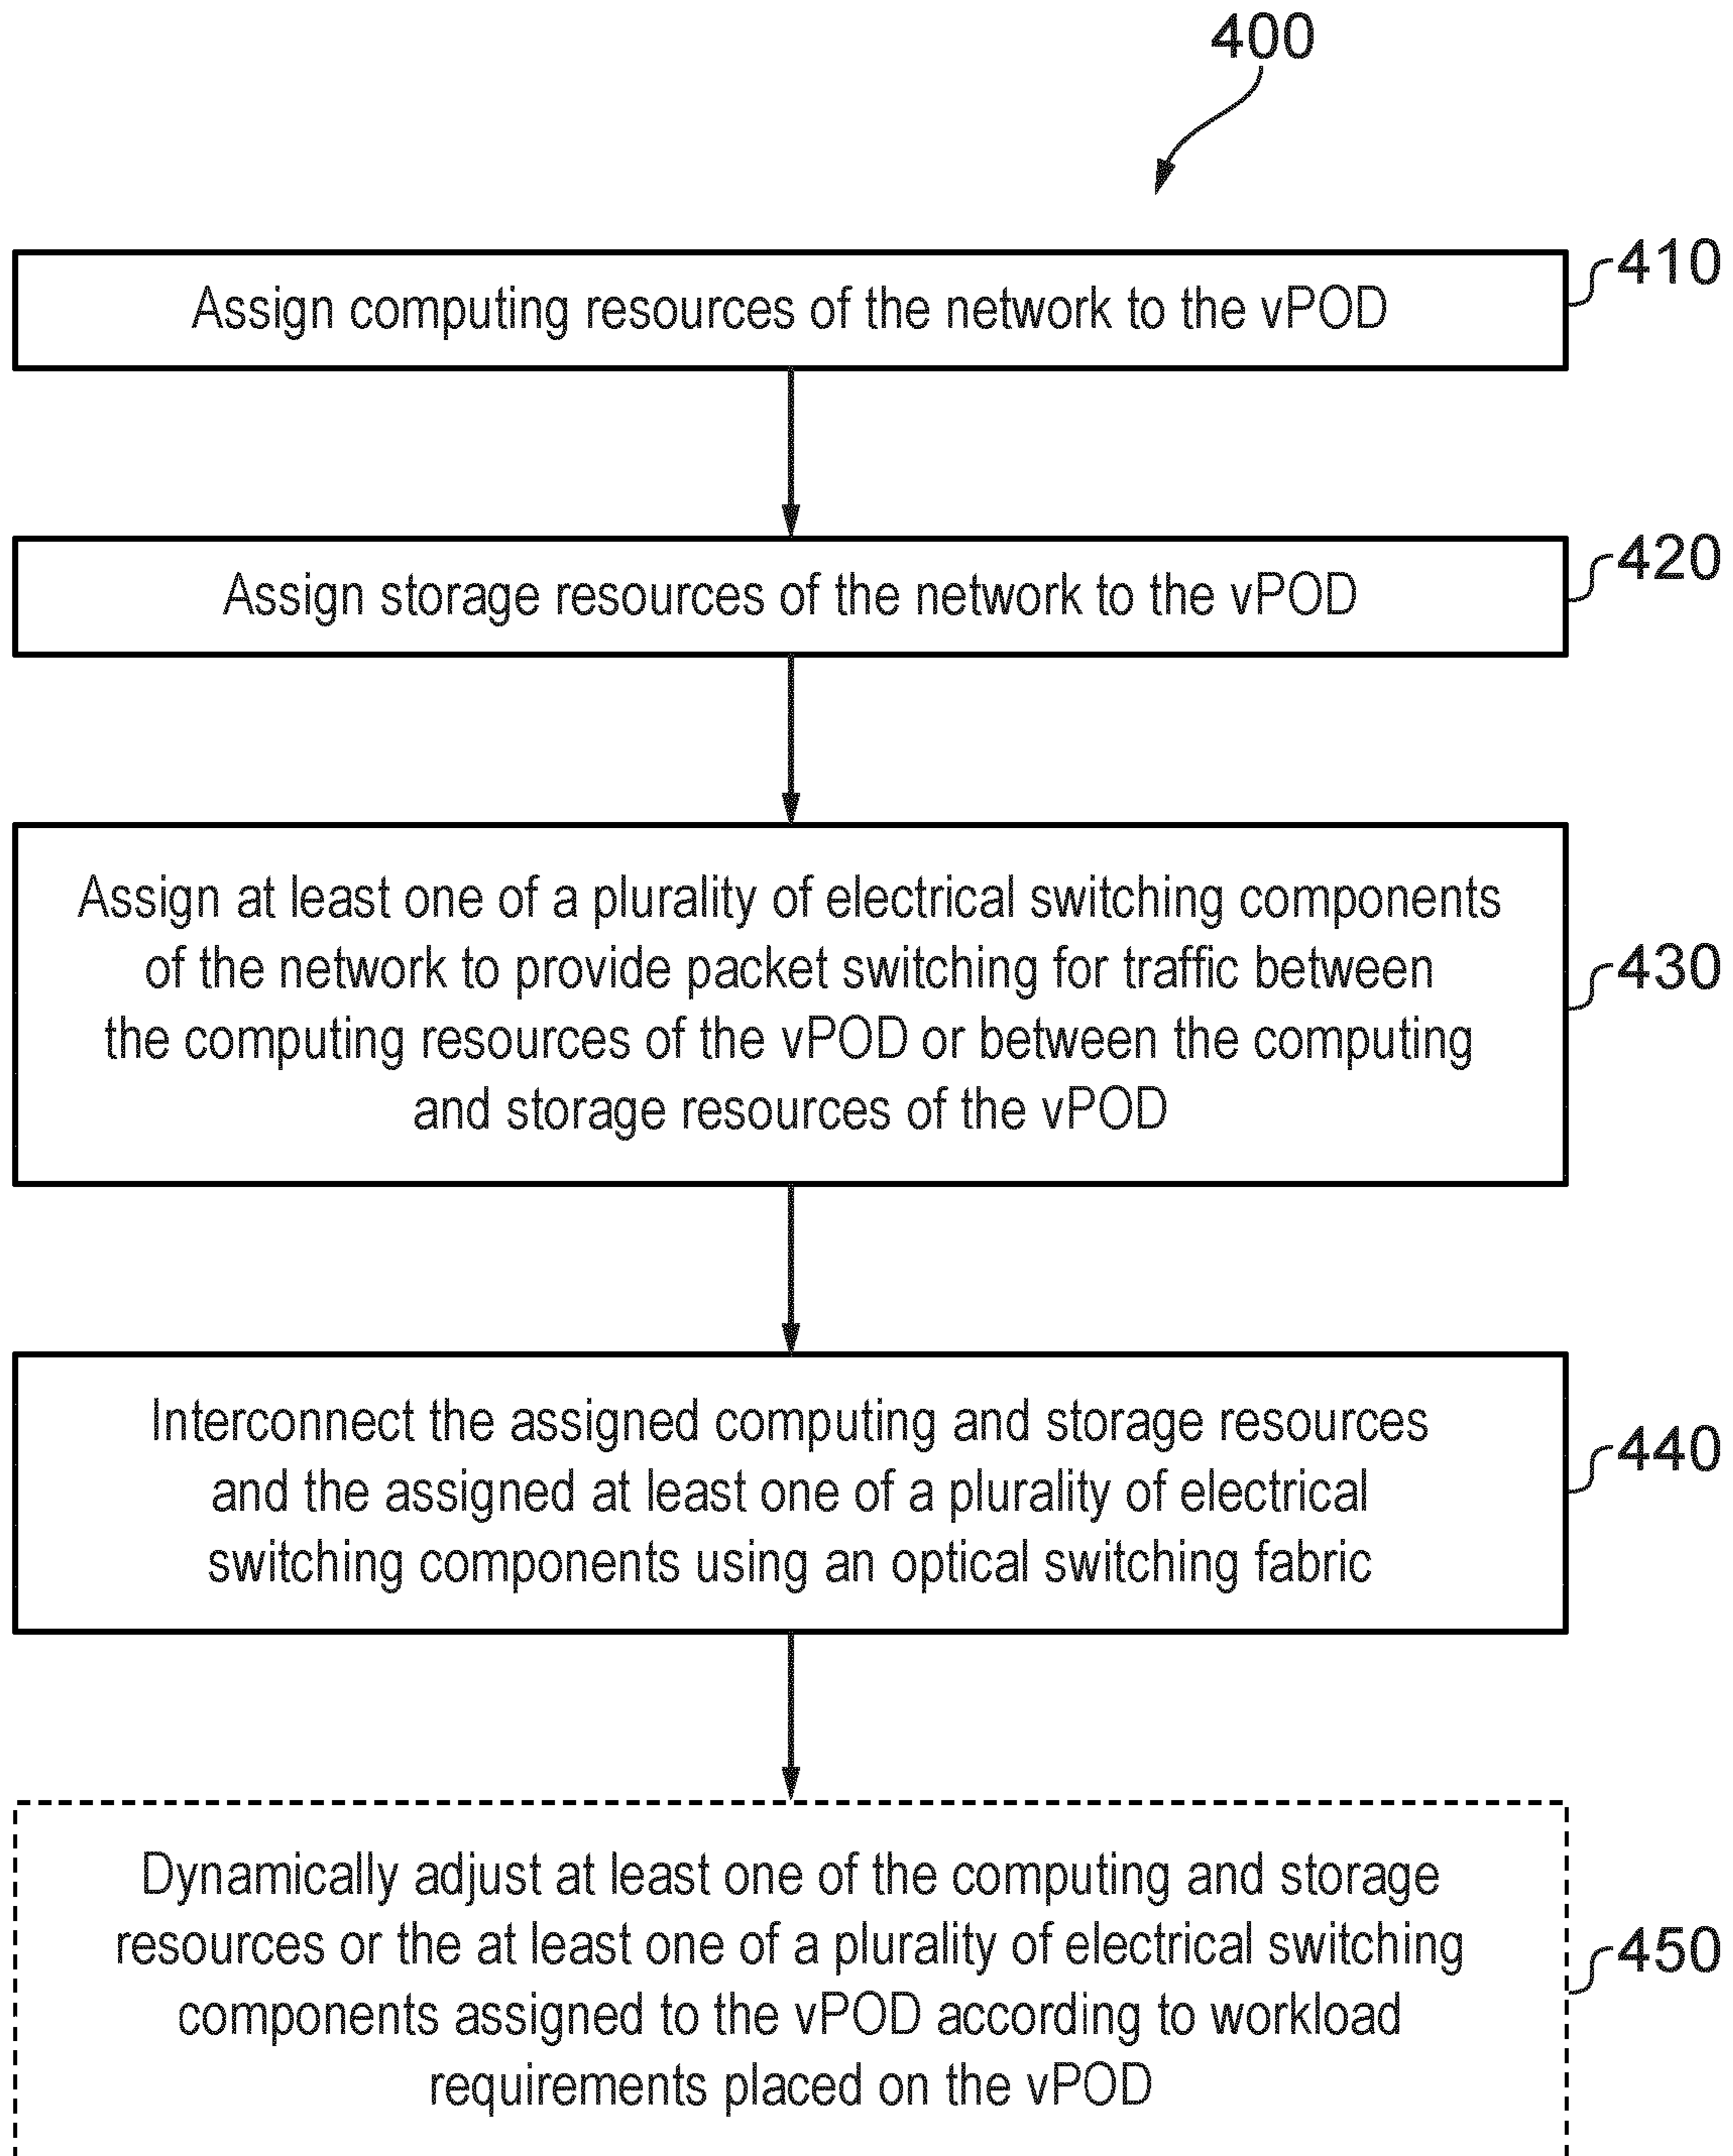 400
Assign computing resources of the network to the vPOD
410
Assign storage resources of the network to the vPOD
420
Assign at least one of a plurality of electrical switching components
of the network to provide packet switching for traffic between
the computing resources of the vPOD or between the computing
and storage resources of the vPOD
430
Interconnect the assigned computing and storage resources
and the assigned at least one of a plurality of electrical
switching components using an optical switching fabric
440
Dynamically adjust at least one of the computing and storage
resources or the at least one of a plurality of electrical switching
components assigned to the vPOD according to workload
requirements placed on the vPOD
450